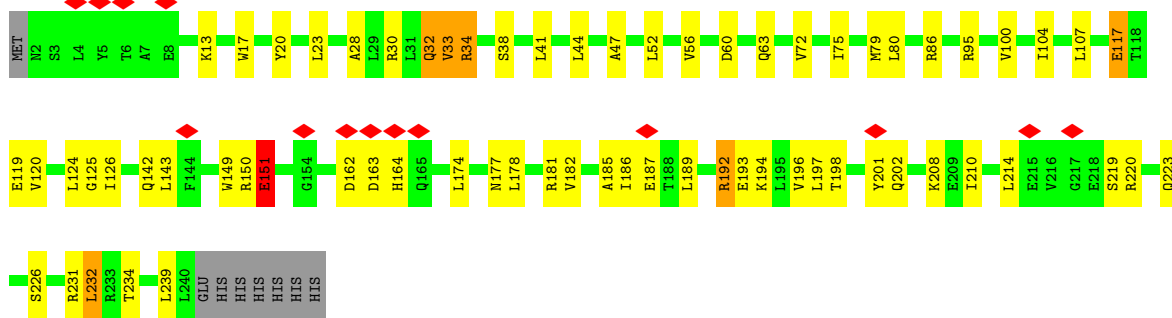 MET N2 S3 L4 Y5 T6 A7 E8 K13 W17 Y20 L23 A28 L29 R30 L31 Q32 V33 R34 S38 L41 L44 A47 L52 V56 D60 Q63 V72 I75 M79 L80 R86 R95 V100 I104 L107 E117 T118
E119 V120 L124 G125 I126 Q142 L143 F144 W149 R150 E151 G154 D162 D163 H164 Q165 L174 N177 L178 R181 V182 A185 I186 E187 T188 L189 R192 E193 K194 L195 V196 L197 T198 Y201 Q202 K208 E209 I210 L214 E215 V216 G217 E218 S219 R220 Q223
S226 R231 L232 R233 T234 L239 L240 GLU HIS HIS HIS HIS HIS HIS